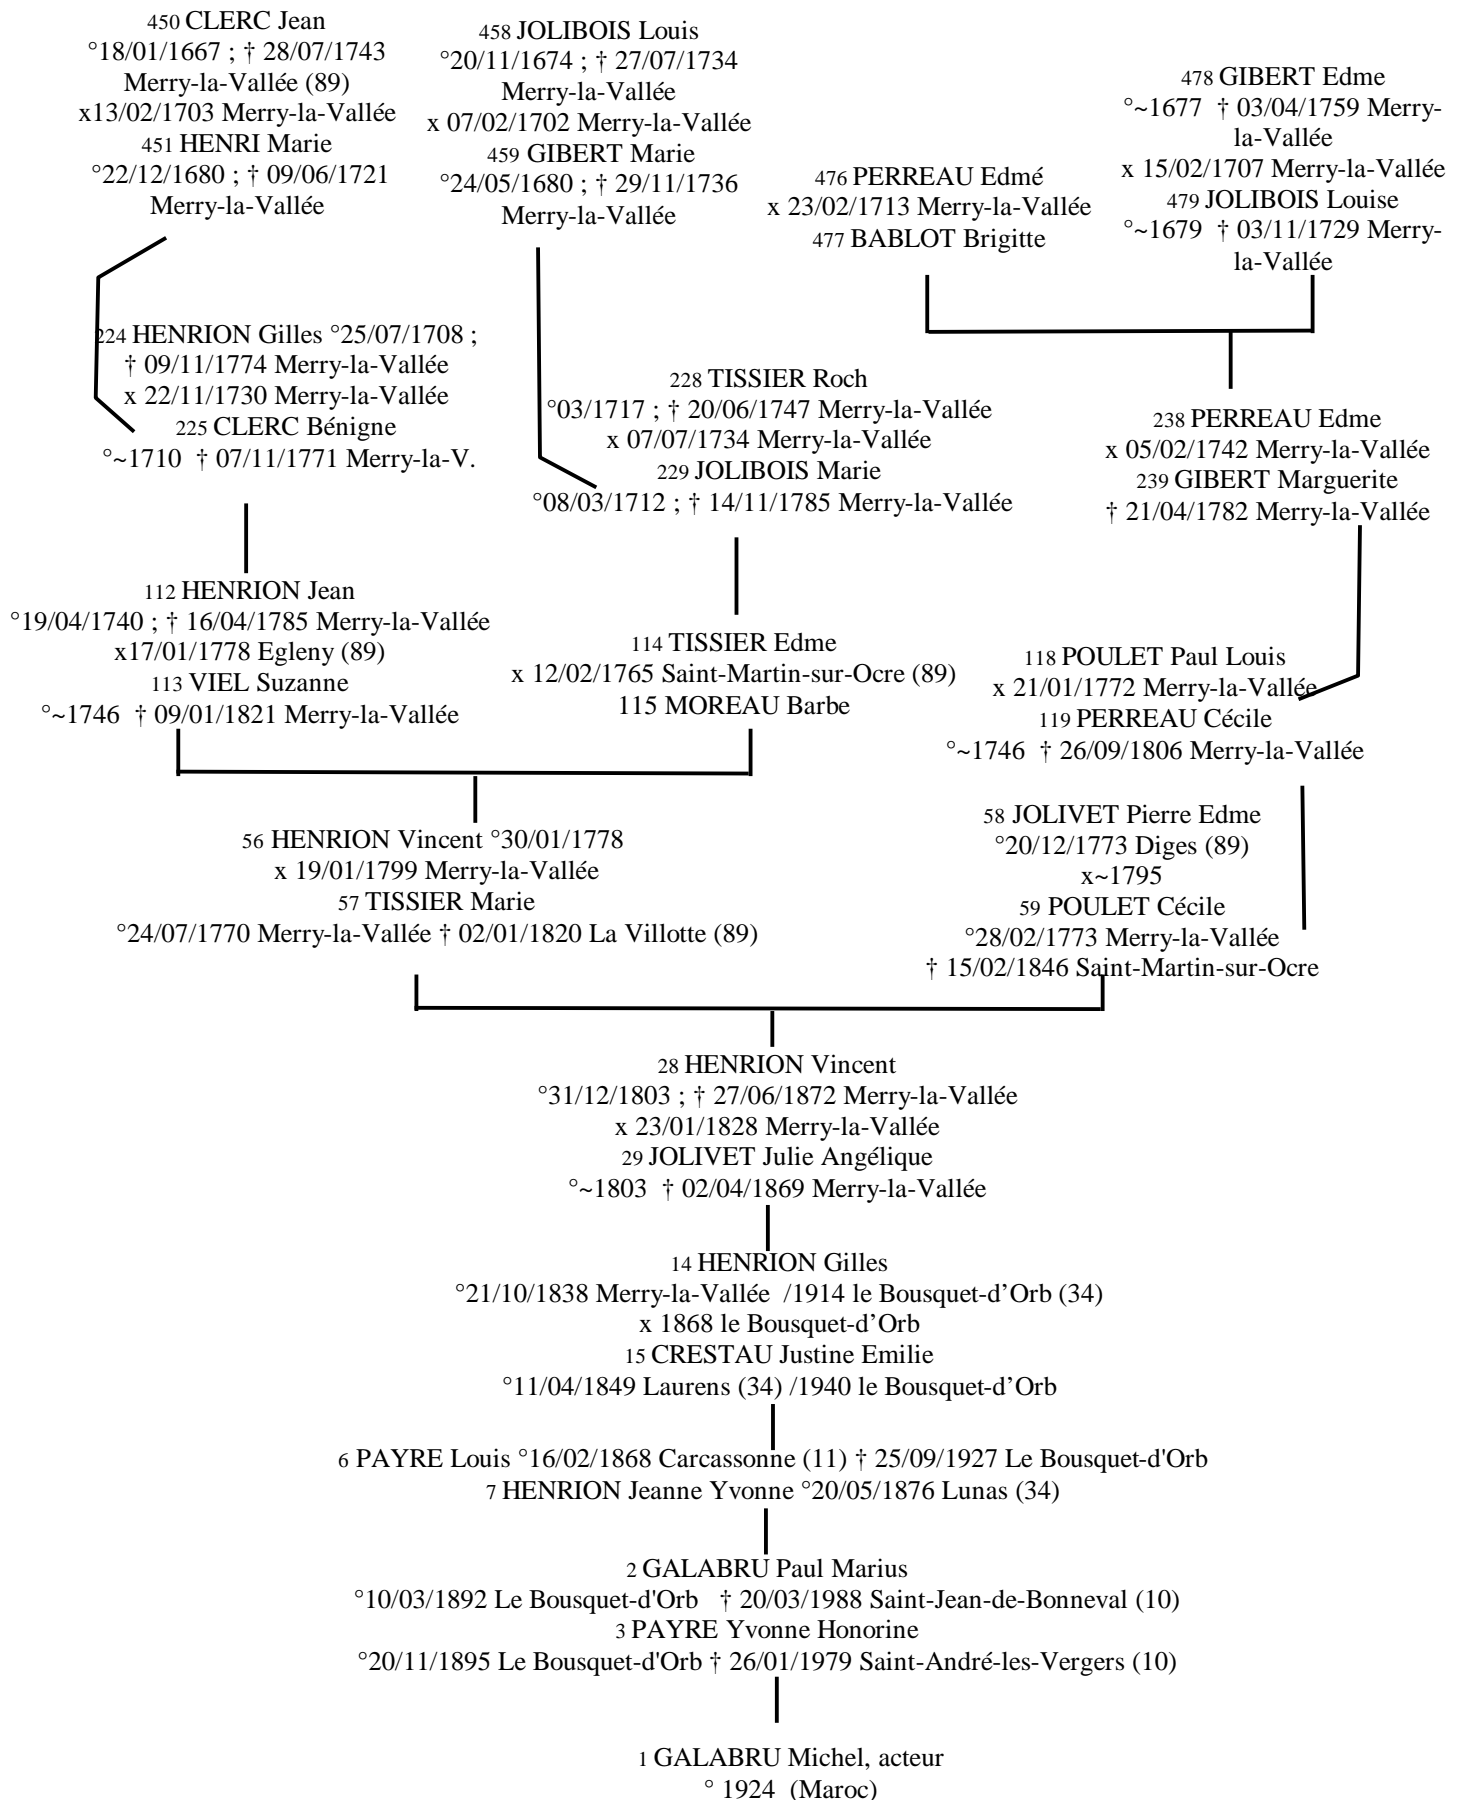 450 CLERC Jean
°18/01/1667 ; † 28/07/1743
Merry-la-Vallée (89)
x13/02/1703 Merry-la-Vallée
451 HENRI Marie
°22/12/1680 ; † 09/06/1721
Merry-la-Vallée
458 JOLIBOIS Louis
°20/11/1674 ; † 27/07/1734
Merry-la-Vallée
x 07/02/1702 Merry-la-Vallée
459 GIBERT Marie
°24/05/1680 ; † 29/11/1736
Merry-la-Vallée
476 PERREAU Edmé
x 23/02/1713 Merry-la-Vallée
477 BABLOT Brigitte
478 GIBERT Edme
°~1677 † 03/04/1759 Merry-
la-Vallée
x 15/02/1707 Merry-la-Vallée
479 JOLIBOIS Louise
°~1679 † 03/11/1729 Merry-
la-Vallée
224 HENRION Gilles °25/07/1708 ;
† 09/11/1774 Merry-la-Vallée
x 22/11/1730 Merry-la-Vallée
225 CLERC Bénigne
°~1710 † 07/11/1771 Merry-la-V.
228 TISSIER Roch
°03/1717 ; † 20/06/1747 Merry-la-Vallée
x 07/07/1734 Merry-la-Vallée
229 JOLIBOIS Marie
°08/03/1712 ; † 14/11/1785 Merry-la-Vallée
238 PERREAU Edme
x 05/02/1742 Merry-la-Vallée
239 GIBERT Marguerite
† 21/04/1782 Merry-la-Vallée
112 HENRION Jean
°19/04/1740 ; † 16/04/1785 Merry-la-Vallée
x17/01/1778 Egleny (89)
113 VIEL Suzanne
°~1746 † 09/01/1821 Merry-la-Vallée
114 TISSIER Edme
x 12/02/1765 Saint-Martin-sur-Ocre (89)
115 MOREAU Barbe
118 POULET Paul Louis
x 21/01/1772 Merry-la-Vallée
119 PERREAU Cécile
°~1746 † 26/09/1806 Merry-la-Vallée
56 HENRION Vincent °30/01/1778
x 19/01/1799 Merry-la-Vallée
57 TISSIER Marie
°24/07/1770 Merry-la-Vallée † 02/01/1820 La Villotte (89)
58 JOLIVET Pierre Edme
°20/12/1773 Diges (89)
x~1795
59 POULET Cécile
°28/02/1773 Merry-la-Vallée
† 15/02/1846 Saint-Martin-sur-Ocre
28 HENRION Vincent
°31/12/1803 ; † 27/06/1872 Merry-la-Vallée
x 23/01/1828 Merry-la-Vallée
29 JOLIVET Julie Angélique
°~1803 † 02/04/1869 Merry-la-Vallée
14 HENRION Gilles
°21/10/1838 Merry-la-Vallée /1914 le Bousquet-d’Orb (34)
x 1868 le Bousquet-d’Orb
15 CRESTAU Justine Emilie
°11/04/1849 Laurens (34) /1940 le Bousquet-d’Orb
6 PAYRE Louis °16/02/1868 Carcassonne (11) † 25/09/1927 Le Bousquet-d'Orb
7 HENRION Jeanne Yvonne °20/05/1876 Lunas (34)
2 GALABRU Paul Marius
°10/03/1892 Le Bousquet-d'Orb † 20/03/1988 Saint-Jean-de-Bonneval (10)
3 PAYRE Yvonne Honorine
°20/11/1895 Le Bousquet-d'Orb † 26/01/1979 Saint-André-les-Vergers (10)
1 GALABRU Michel, acteur
° 1924 (Maroc)